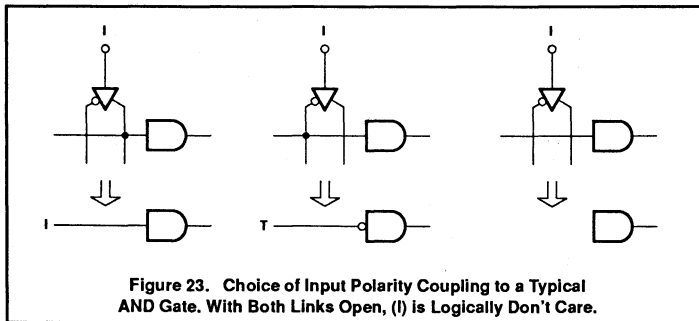 I I I
I T
Figure 23. Choice of Input Polarity Coupling to a Typical
AND Gate. With Both Links Open, (I) is Logically Don't Care.